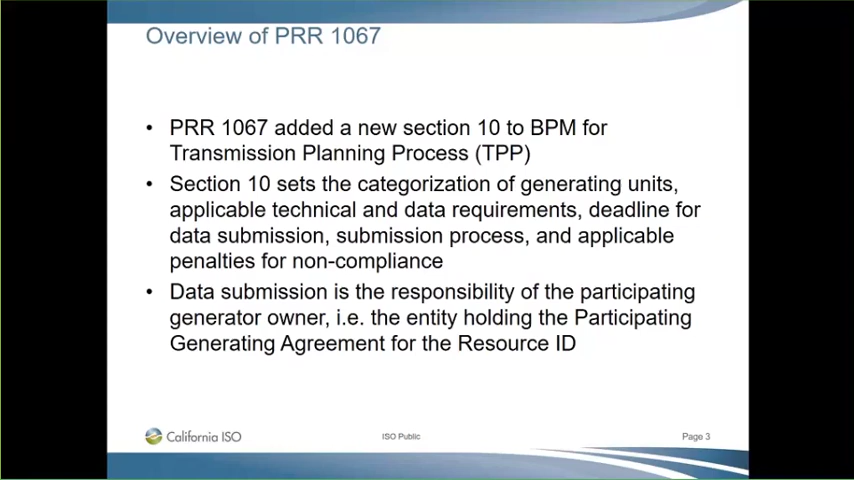 Overview of PRR 1067
• PRR 1067 added a new section 10 to BPM for
Transmission Planning Process (TPP)
• Section 10 sets the categorization of generating units,
applicable technical and data requirements, deadline for
data submission, submission process, and applicable
penalties for non-compliance
• Data submission is the responsibility of the participating
generator owner, i.e. the entity holding the Participating
Generating Agreement for the Resource ID
California ISO
ISO Public
Page 3